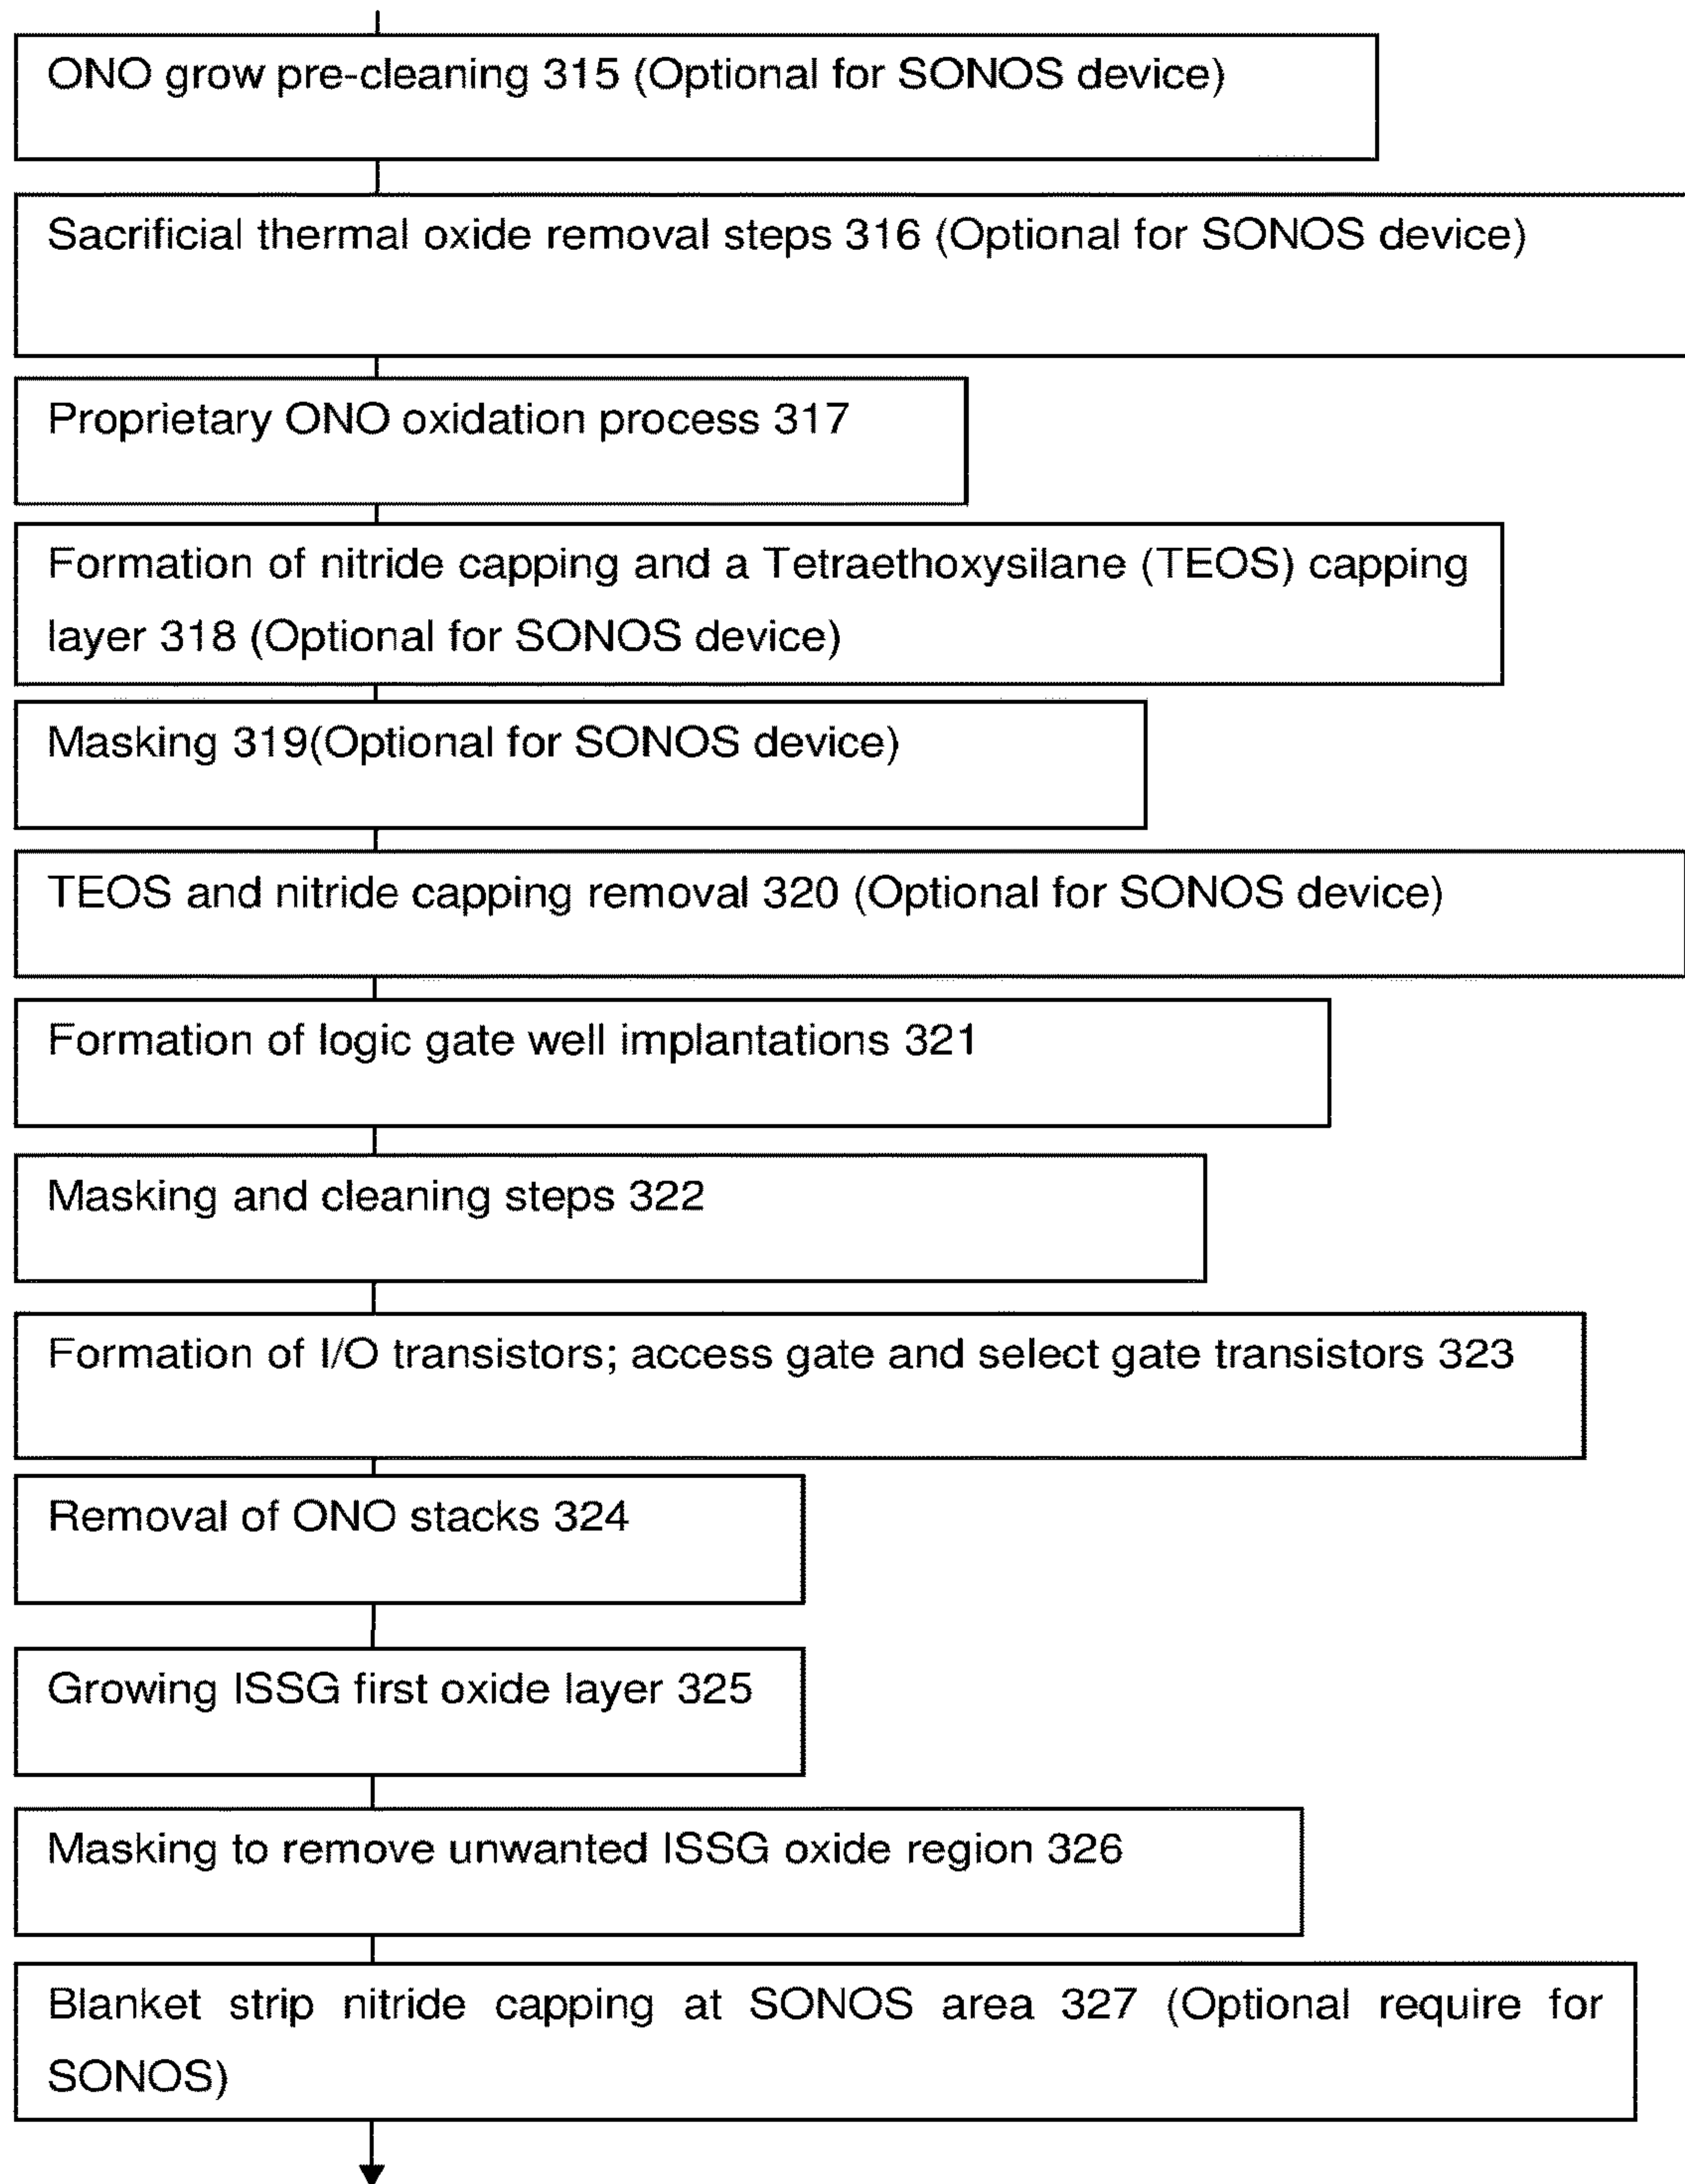 ONO grow pre-cleaning 315 (Optional for SONOS device)
Sacrificial thermal oxide removal steps 316 (Optional for SONOS device)
Proprietary ONO oxidation process 317
Formation of nitride capping and a Tetraethoxysilane (TEOS) capping
layer 318 (Optional for SONOS device)
Masking 319(Optional for SONOS device)
TEOS and nitride capping removal 320 (Optional for SONOS device)
Formation of logic gate well implantations 321
Masking and cleaning steps 322
Formation of I/O transistors; access gate and select gate transistors 323
Removal of ONO stacks 324
Growing ISSG first oxide layer 325
Masking to remove unwanted ISSG oxide region 326
Blanket strip nitride capping at SONOS area 327 (Optional require for
SONOS)